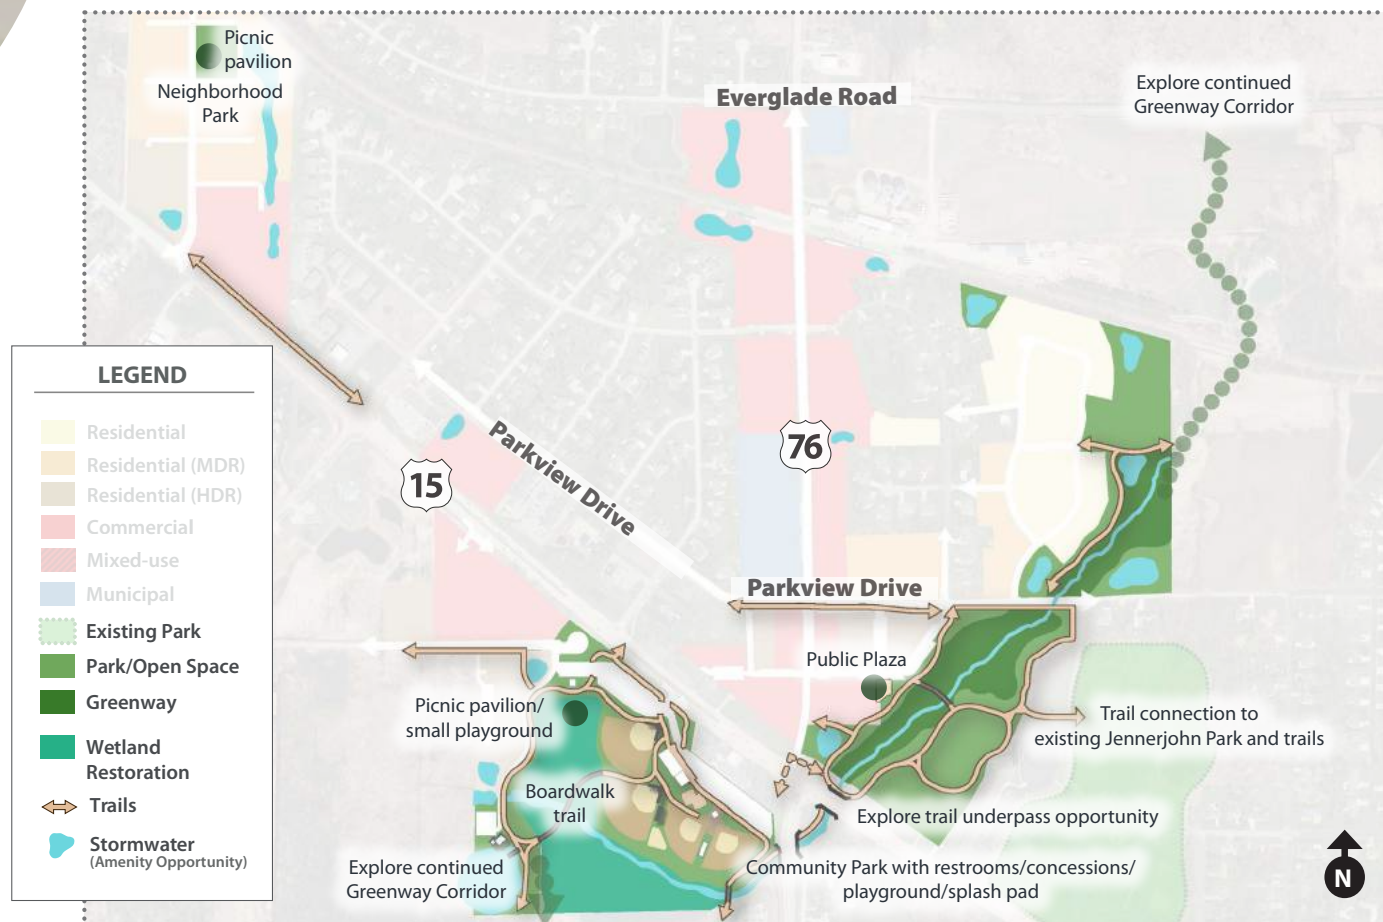 Picnic
pavilion
Neighborhood
Park
Everglade Road
Explore continued
Greenway Corridor
LEGEND
Residential
Residential (MDR)
Residential (HDR)
Commercial
Mixed-use
Municipal
Existing Park
Park/Open Space
Greenway
Wetland
Restoration
Trails
Stormwater
(Amenity Opportunity)
15
Parkview Drive
76
Parkview Drive
Public Plaza
Picnic pavilion/
small playground
Trail connection to
existing Jennerjohn Park and trails
Boardwalk
trail
Explore trail underpass opportunity
Explore continued
Greenway Corridor
Community Park with restrooms/concessions/
playground/splash pad
N